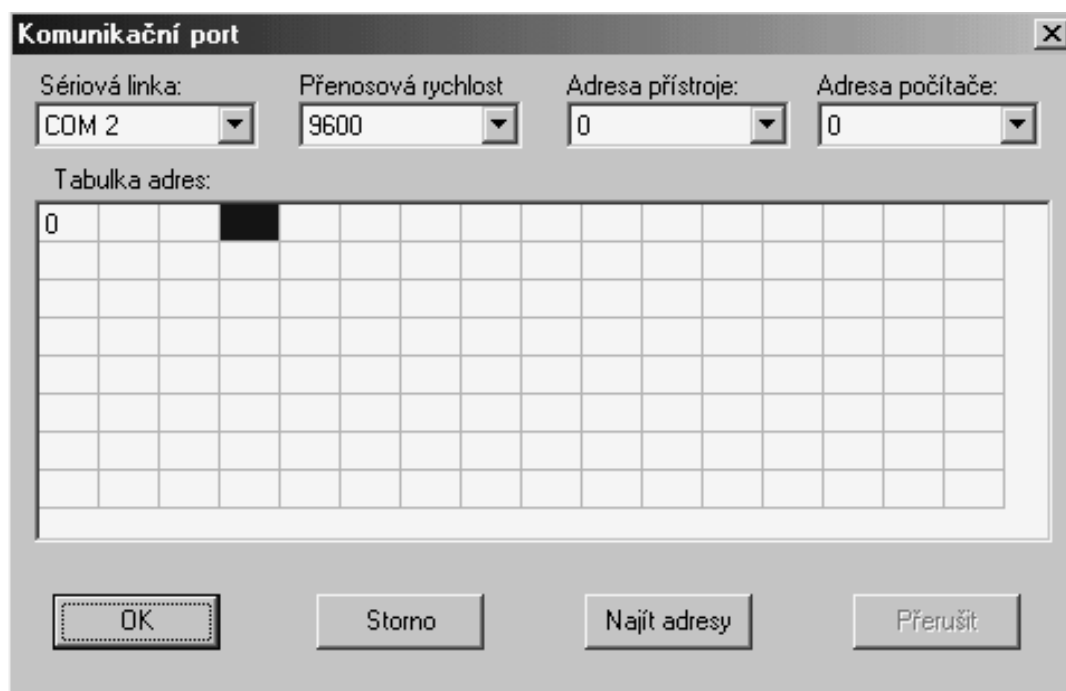 Komunikační port
Sériová linka: Přenosová rychlost Adresa přístroje: Adresa počítače:
COM 2 9600 0 0
Tabulka adres:
0
OK Storno Najít adresy Přerušit